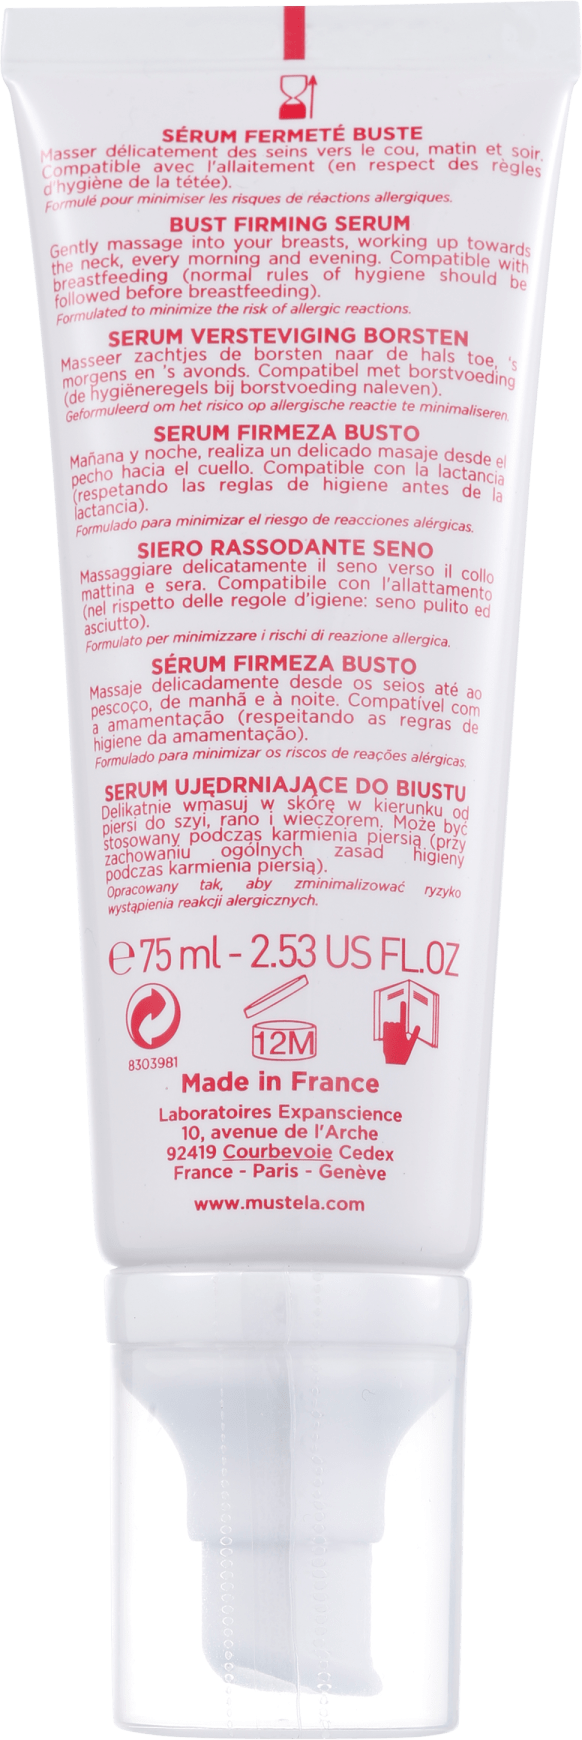 SÉRUM FERMETÉ BUSTE
Masser délicatement des seins vers le cou, matin et soir.
Compatible avec l'allaitement (en respect des règles
d'hygiène de la tétée).
Formulé pour minimiser les risques de réactions allergiques.
BUST FIRMING SERUM
Gently massage into your breasts, working up towards
the neck, every morning and evening. Compatible with
breastfeeding (normal rules of hygiene should be
followed before breastfeeding).
Formulated to minimize the risk of allergic reactions.
SERUM VERSTEVIGING BORSTEN
Masseer zachtjes de borsten naar de hals toe, 's
morgens en 's avonds. Compatibel met borstvoeding
(de hygiëneregels bij borstvoeding naleven).
Geformuleerd om het risico op allergische reactie te minimaliseren.
SERUM FIRMEZA BUSTO
Mañana y noche, realiza un delicado masaje desde el
pecho hacia el cuello. Compatible con la lactancia
(respetando las reglas de higiene antes de la
lactancia).
Formulado para minimizar el riesgo de reacciones alérgicas.
SIERO RASSODANTE SENO
Massaggiare delicatamente il seno verso il collo
mattina e sera. Compatibile con l'allattamento
(nel rispetto delle regole d'igiene: seno pulito ed
asciutto).
Formulato per minimizzare i rischi di reazione allergica.
SÉRUM FIRMEZA BUSTO
Massaje delicadamente desde os seios até ao
pescoço, de manhã e à noite. Compatível com
a amamentação (respeitando as regras de
higiene da amamentação).
Formulado para minimizar os riscos de reações alérgicas.
SERUM UJĘDRNIAJĄCE DO BIUSTU
Delikatnie wmasuj w skórę w kierunku od
piersi do szyi, rano i wieczorem. Może być
stosowany podczas karmienia piersią (przy
zachowaniu ogólnych zasad higieny
podczas karmienia piersią).
Opracowany tak, aby zminimalizować ryzyko
wystąpienia reakcji alergicznych.
℮75 ml - 2.53 US FL.OZ
12M
8303981
Made in France
Laboratoires Expanscience
10, avenue de l'Arche
92419 Courbevoie Cedex
France - Paris - Genève
www.mustela.com